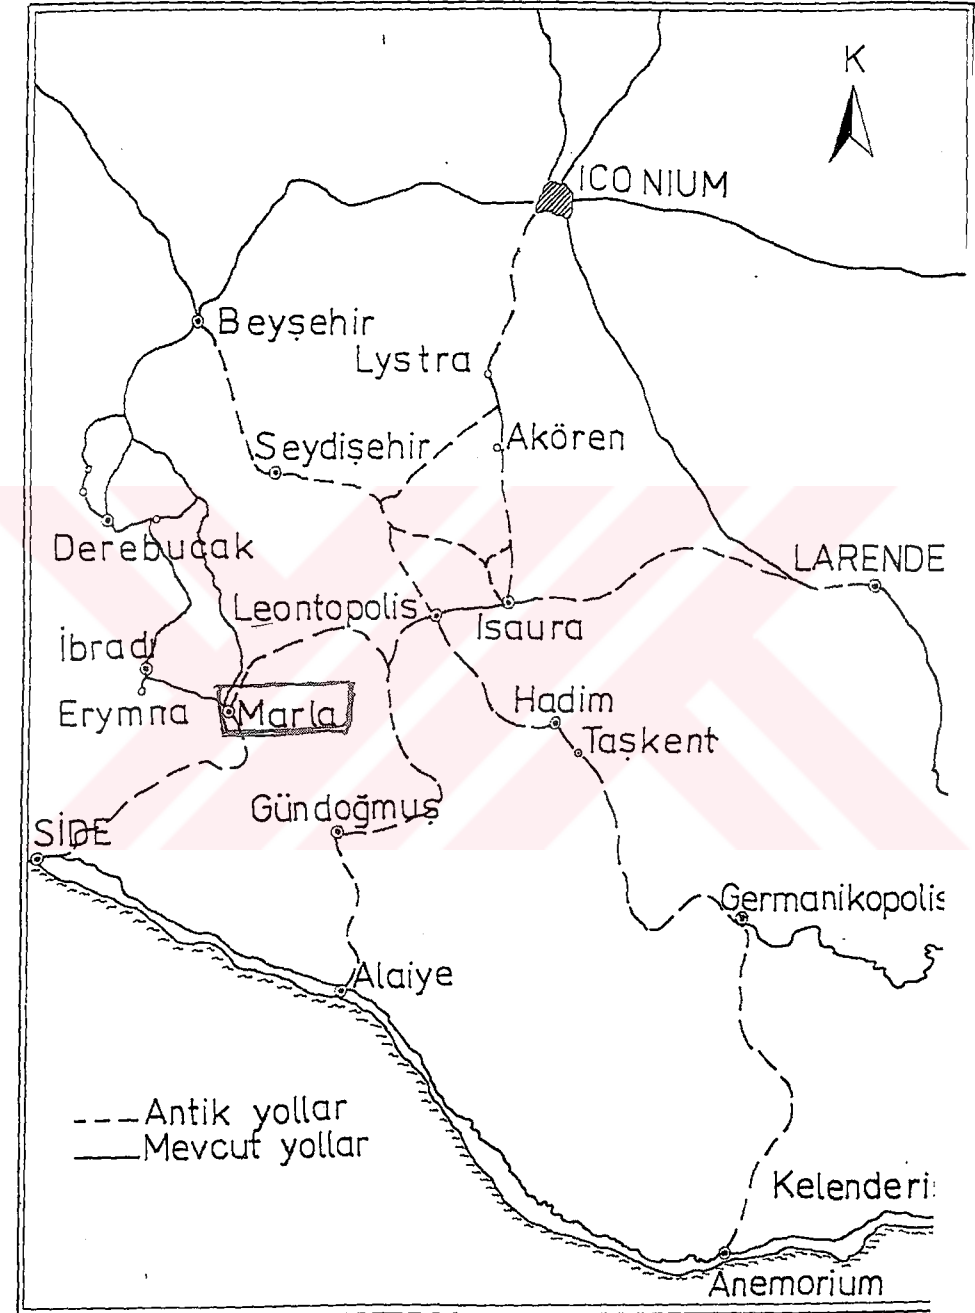 K
ICONIUM
Beyşehir
Lystra
Seydişehir
Akören
Derebucak
LARENDE
Leontopolis
Isaura
İbradı
Erymna
Marla
Hadim
Taşkent
Gündoğmuş
SİDE
Germanikopolis
Alaiye
---Antik yollar
Mevcut yollar
Kelenderi
Anemorium